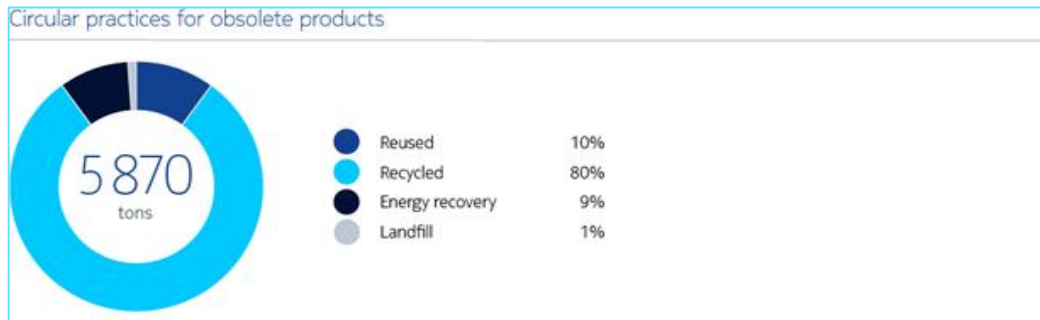 Circular practices for obsolete products
5 870
tons
Reused 10%
Recycled 80%
Energy recovery 9%
Landfill 1%